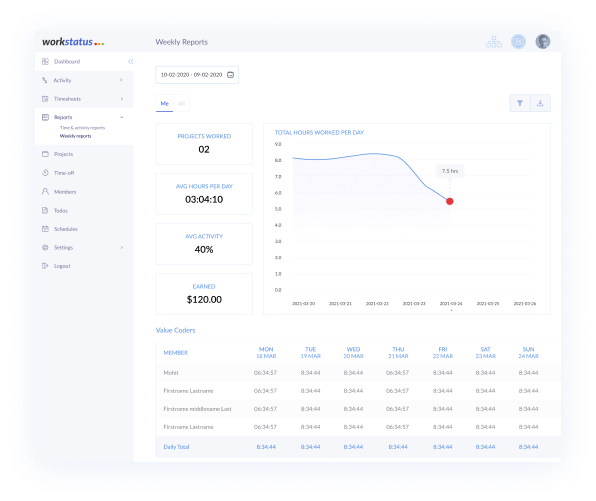 workstatus
Weekly Reports
Dashboard
Activity
Timesheets
Reports
Time & activity reports
Weekly reports
Projects
Time off
Members
Todos
Schedules
Settings
Logout
10-02-2020 - 09-02-2020
Me All
PROJECTS WORKED
02
AVG HOURS PER DAY
03:04:10
AVG ACTIVITY
40%
EARNED
$120.00
TOTAL HOURS WORKED PER DAY
9.0
8.0
7.0
6.0
5.0
4.0
3.0
2.0
1.0
0.0
7.5 hrs
2021-03-20 2021-03-21 2021-03-22 2021-03-23 2021-03-24 2021-03-25 2021-03-26
Value Coders
MEMBER MON TUE WED THU FRI SAT SUN
18 MAR 19 MAR 20 MAR 21 MAR 22 MAR 23 MAR 24 MAR
Mohit 06:34:57 8:34:44 8:34:44 06:34:57 8:34:44 8:34:44 8:34:44
Firstname Lastname 06:34:57 8:34:44 8:34:44 06:34:57 8:34:44 8:34:44 8:34:44
Firstname middlename Last 06:34:57 8:34:44 8:34:44 06:34:57 8:34:44 8:34:44 8:34:44
Firstname Lastname 06:34:57 8:34:44 8:34:44 06:34:57 8:34:44 8:34:44 8:34:44
Daily Total 8:34:44 8:34:44 8:34:44 8:34:44 8:34:44 8:34:44 8:34:44